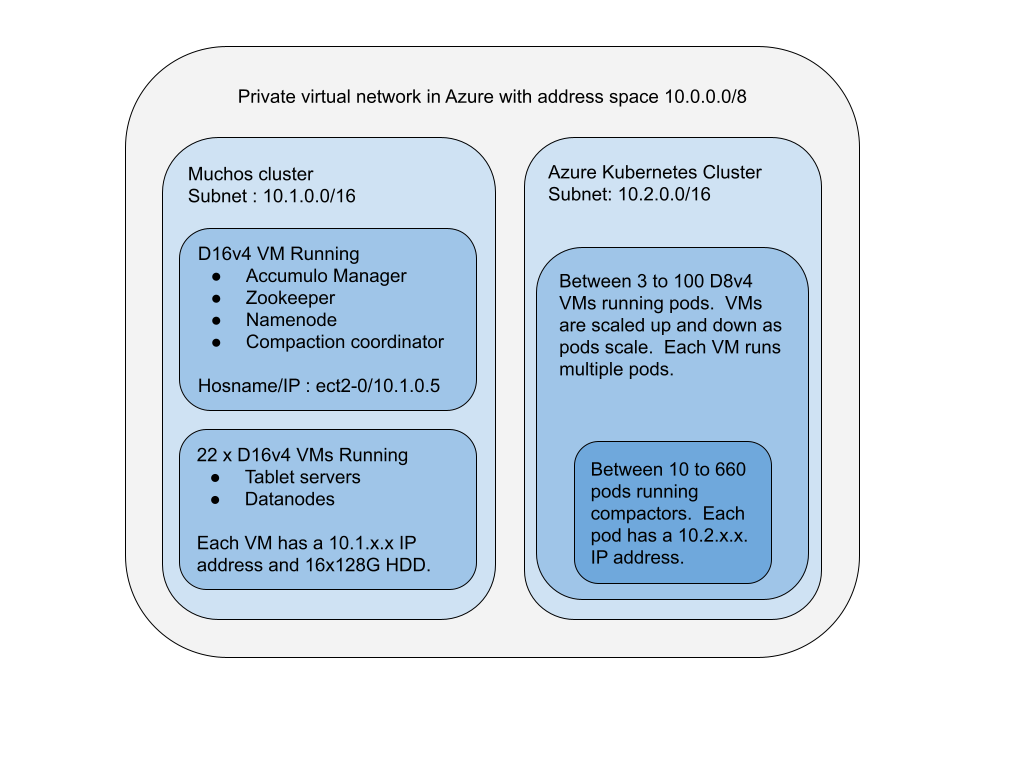 Private virtual network in Azure with address space 10.0.0.0/8
Muchos cluster
Subnet : 10.1.0.0/16
D16v4 VM Running
● Accumulo Manager
● Zookeeper
● Namenode
● Compaction coordinator
Hosname/IP : ect2-0/10.1.0.5
22 x D16v4 VMs Running
● Tablet servers
● Datanodes
Each VM has a 10.1.x.x IP
address and 16x128G HDD.
Azure Kubernetes Cluster
Subnet: 10.2.0.0/16
Between 3 to 100 D8v4
VMs running pods.  VMs
are scaled up and down as
pods scale.  Each VM runs
multiple pods.
Between 10 to 660
pods running
compactors.  Each
pod has a 10.2.x.x.
IP address.